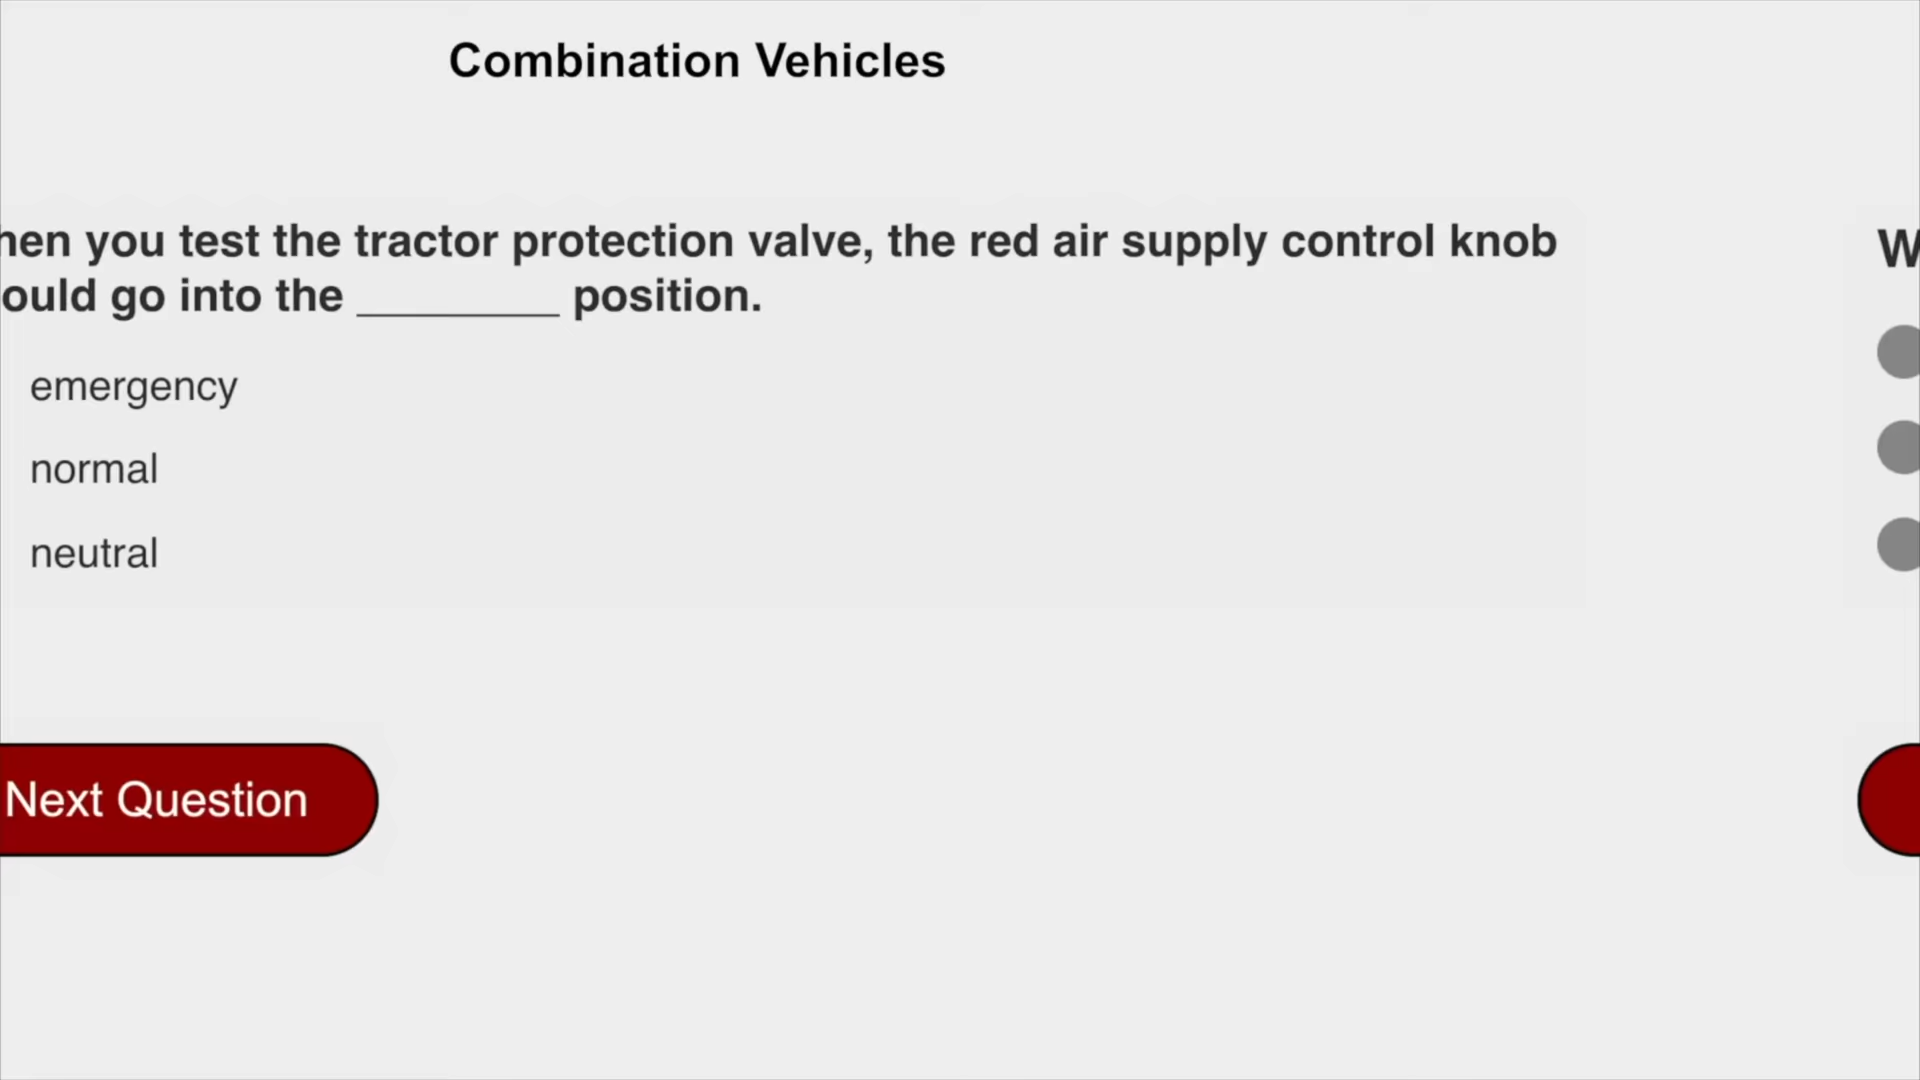 Combination Vehicles
hen you test the tractor protection valve, the red air supply control knob
ould go into the ________ position.
emergency
normal
neutral
Next Question
W